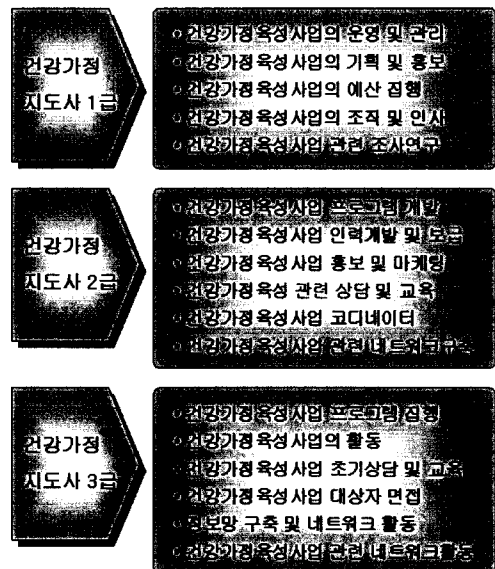 건강가정
지도사 1급
o 건강가정육성사업의 운영 및 관리
o 건강가정육성사업의 기획 및 홍보
o 건강가정육성사업의 예산 집행
o 건강가정육성사업의 조직 및 인사
o 건강가정육성사업 관련 조사연구
건강가정
지도사 2급
o 건강가정육성사업 프로그램 개발
o 건강가정육성사업 인력개발 및 보급
o 건강가정육성사업 홍보 및 마케팅
o 건강가정육성 관련 상담 및 교육
o 건강가정육성사업 코디네이터
o 건강가정육성사업 관련 네트워크구축
건강가정
지도사 3급
o 건강가정육성사업 프로그램 집행
o 건강가정육성사업의 활동
o 건강가정육성사업 초기상담 및 교육
o 건강가정육성사업 대상자 면접
o 정보망 구축 및 네트워크 활동
o 건강가정육성사업 관련 네트워크활동